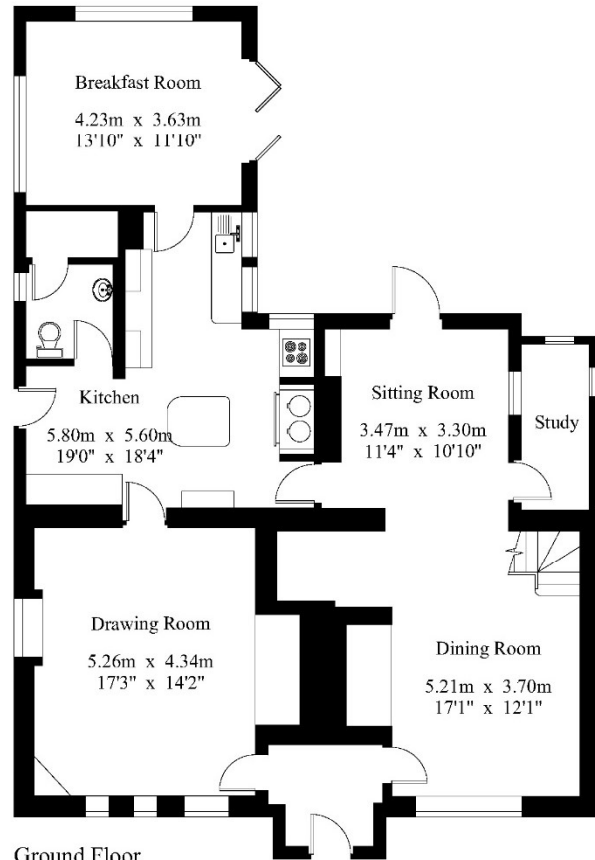 Breakfast Room
4.23m x 3.63m
13'10" x 11'10"
Kitchen
5.80m x 5.60m
19'0" x 18'4"
Sitting Room
3.47m x 3.30m
11'4" x 10'10"
Study
Drawing Room
5.26m x 4.34m
17'3" x 14'2"
Dining Room
5.21m x 3.70m
17'1" x 12'1"
Ground Floor